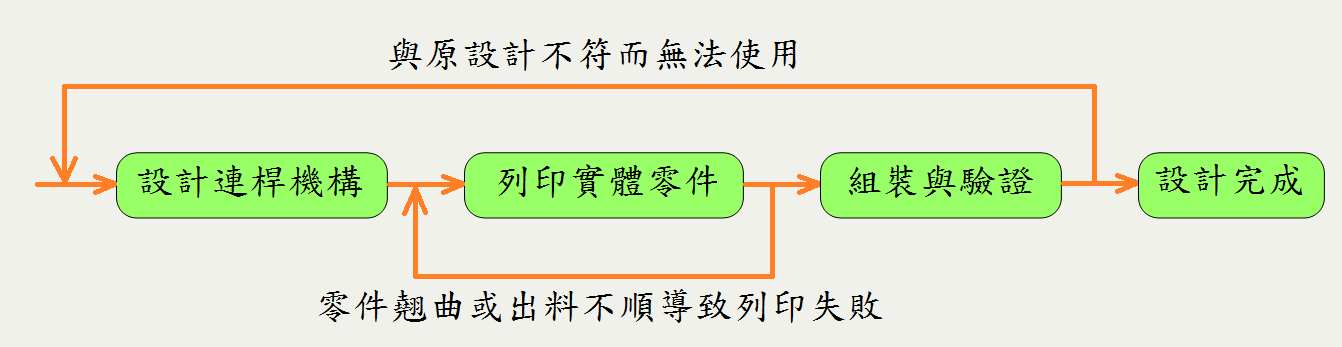 與原設計不符而無法使用
設計連桿機構
列印實體零件
組裝與驗證
設計完成
零件翹曲或出料不順導致列印失敗